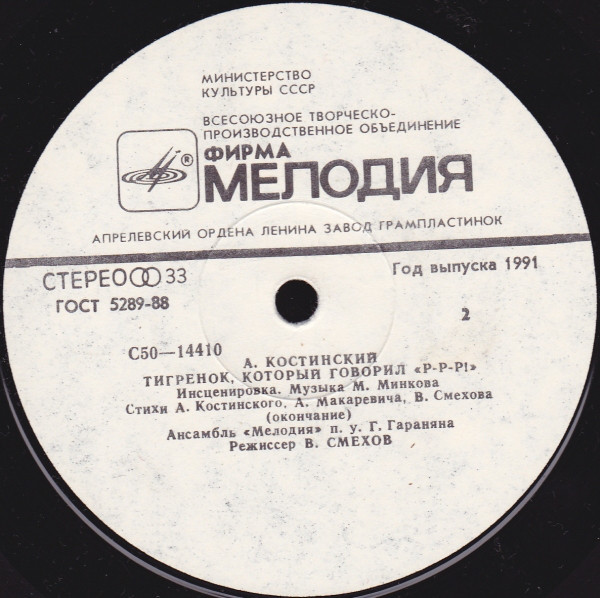 МИНИСТЕРСТВО
КУЛЬТУРЫ СССР
ВСЕСОЮЗНОЕ ТВОРЧЕСКО-
ПРОИЗВОДСТВЕННОЕ ОБЪЕДИНЕНИЕ
®
ФИРМА
МЕЛОДИЯ
АПРЕЛЕВСКИЙ ОРДЕНА ЛЕНИНА ЗАВОД ГРАМПЛАСТИНОК
СТЕРЕО 33
Год выпуска 1991
ГОСТ 5289-88
2
С50—14410
А. КОСТИНСКИЙ
ТИГРЕНОК, КОТОРЫЙ ГОВОРИЛ «Р-Р-Р!»
Инсценировка. Музыка М. Минкова
Стихи А. Костинского, А. Макаревича, В. Смехова
(окончание)
Ансамбль «Мелодия» п. у. Г. Гараняна
Режиссер В. СМЕХОВ